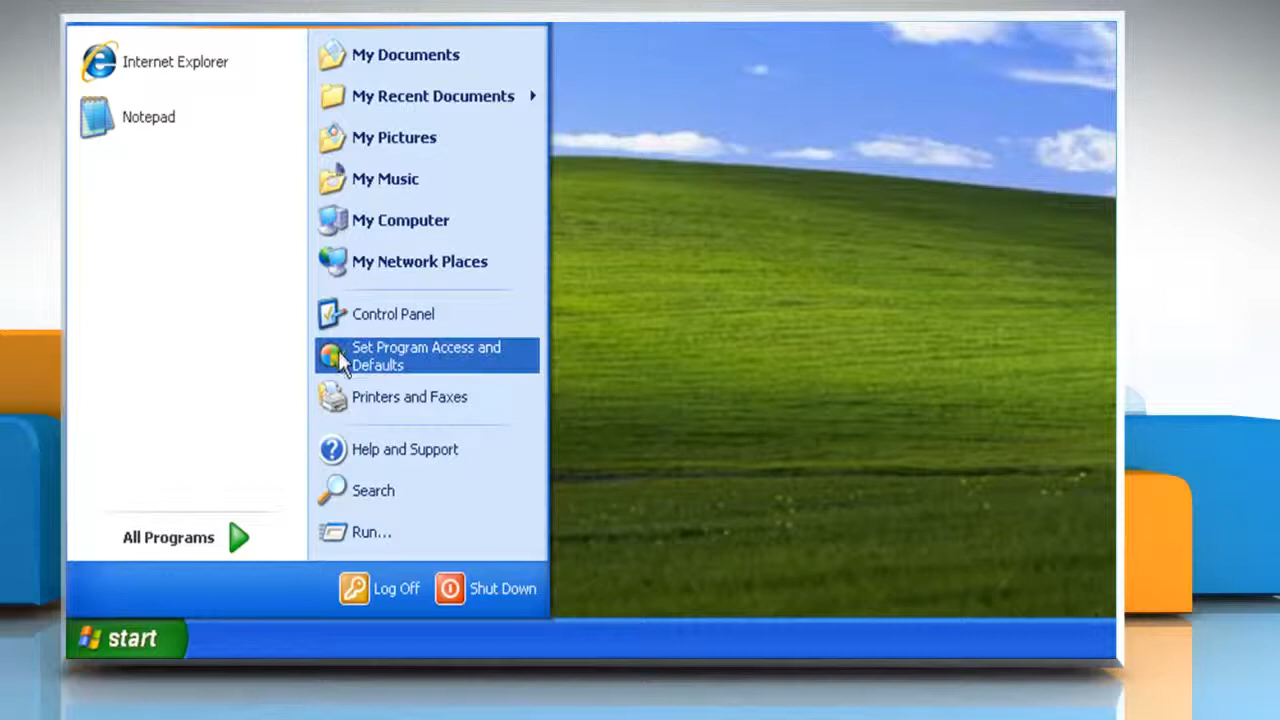 Internet Explorer
Notepad
All Programs
My Documents
My Recent Documents
My Pictures
My Music
My Computer
My Network Places
Control Panel
Set Program Access and
Defaults
Printers and Faxes
Help and Support
Search
Run...
Log Off
Shut Down
start